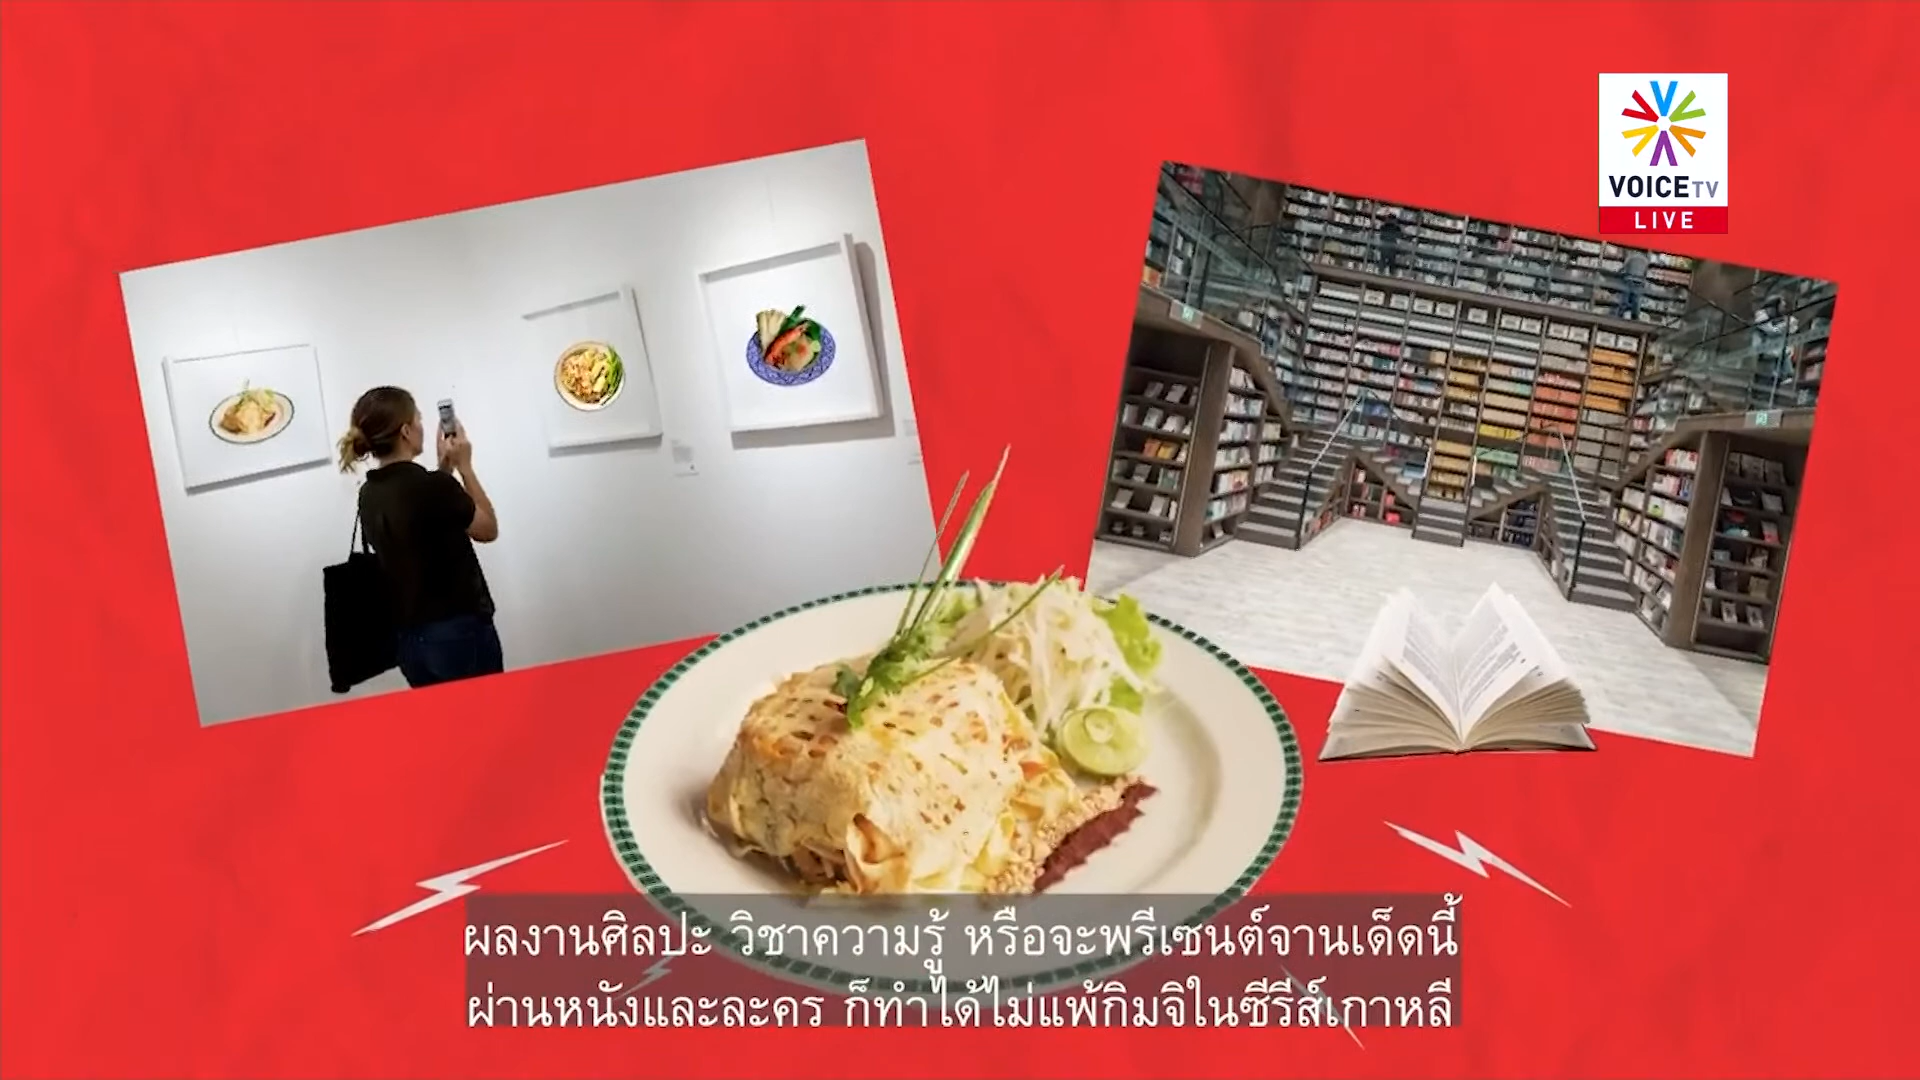 VOICE TV
LIVE
ผลงานศิลปะ วิชาความรู้ หรือจะพรีเซนต์จานเด็ดนี้
ผ่านหนังและละคร ก็ทำได้ไม่แพ้กิมจิในซีรีส์เกาหลี